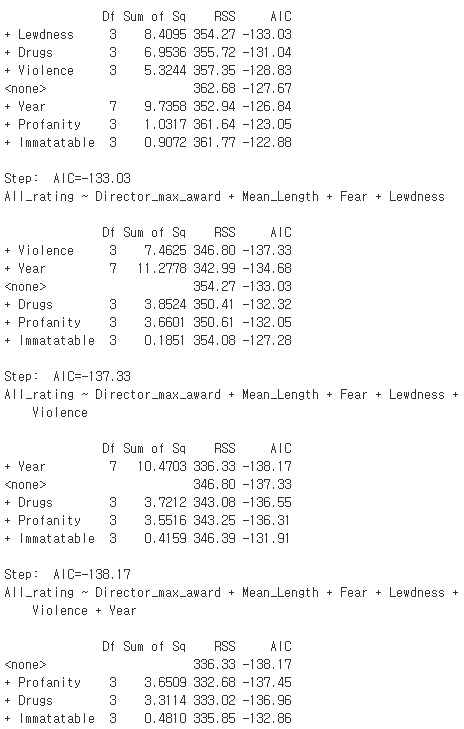 Df Sum of Sq RSS AIC
+ Lewdness 3 8.4095 354.27 -133.03
+ Drugs 3 6.9536 355.72 -131.04
+ Violence 3 5.3244 357.35 -128.83
<none> 362.68 -127.67
+ Year 7 9.7358 352.94 -126.84
+ Profanity 3 1.0317 361.64 -123.05
+ Immatatable 3 0.9072 361.77 -122.88
Step: AIC=-133.03
All_rating ~ Director_max_award + Mean_Length + Fear + Lewdness
Df Sum of Sq RSS AIC
+ Violence 3 7.4625 346.80 -137.33
+ Year 7 11.2778 342.99 -134.68
<none> 354.27 -133.03
+ Drugs 3 3.8524 350.41 -132.32
+ Profanity 3 3.6601 350.61 -132.05
+ Immatatable 3 0.1851 354.08 -127.28
Step: AIC=-137.33
All_rating ~ Director_max_award + Mean_Length + Fear + Lewdness +
Violence
Df Sum of Sq RSS AIC
+ Year 7 10.4703 336.33 -138.17
<none> 346.80 -137.33
+ Drugs 3 3.7212 343.08 -136.55
+ Profanity 3 3.5516 343.25 -136.31
+ Immatatable 3 0.4159 346.39 -131.91
Step: AIC=-138.17
All_rating ~ Director_max_award + Mean_Length + Fear + Lewdness +
Violence + Year
Df Sum of Sq RSS AIC
<none> 336.33 -138.17
+ Profanity 3 3.6509 332.68 -137.45
+ Drugs 3 3.3114 333.02 -136.96
+ Immatatable 3 0.4810 335.85 -132.86